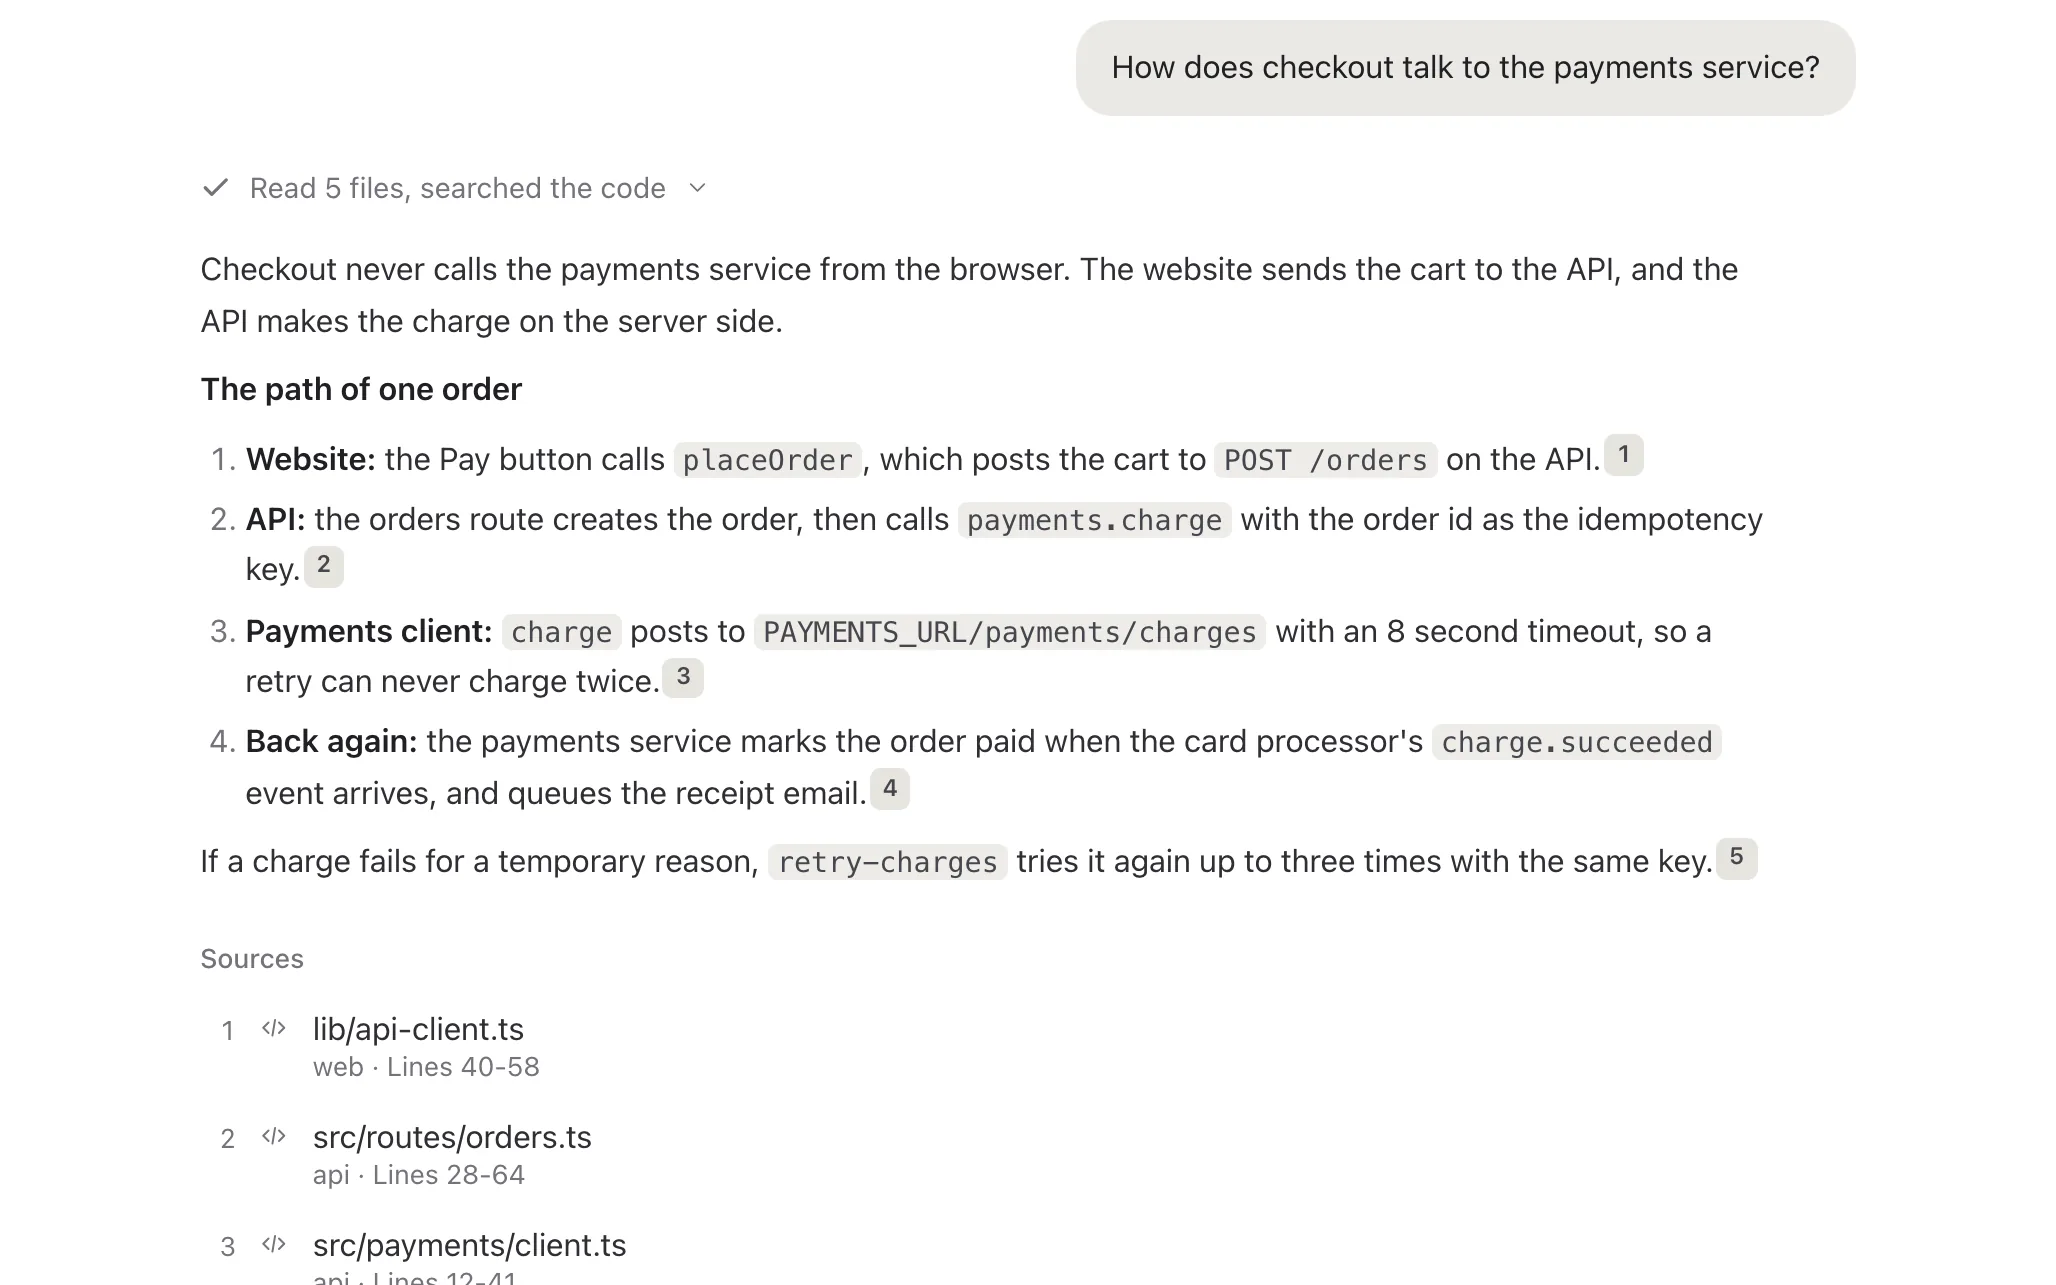 How does checkout talk to the payments service?
Read 5 files, searched the code
Checkout never calls the payments service from the browser. The website sends the cart to the API, and the
API makes the charge on the server side.
The path of one order
1. Website: the Pay button calls placeOrder, which posts the cart to POST /orders on the API. 1
2. API: the orders route creates the order, then calls payments.charge with the order id as the idempotency
key. 2
3. Payments client: charge posts to PAYMENTS_URL/payments/charges with an 8 second timeout, so a
retry can never charge twice. 3
4. Back again: the payments service marks the order paid when the card processor's charge.succeeded
event arrives, and queues the receipt email. 4
If a charge fails for a temporary reason, retry-charges tries it again up to three times with the same key. 5
Sources
1 </> lib/api-client.ts
web · Lines 40-58
2 </> src/routes/orders.ts
api · Lines 28-64
3 </> src/payments/client.ts
api · Lines 12-41